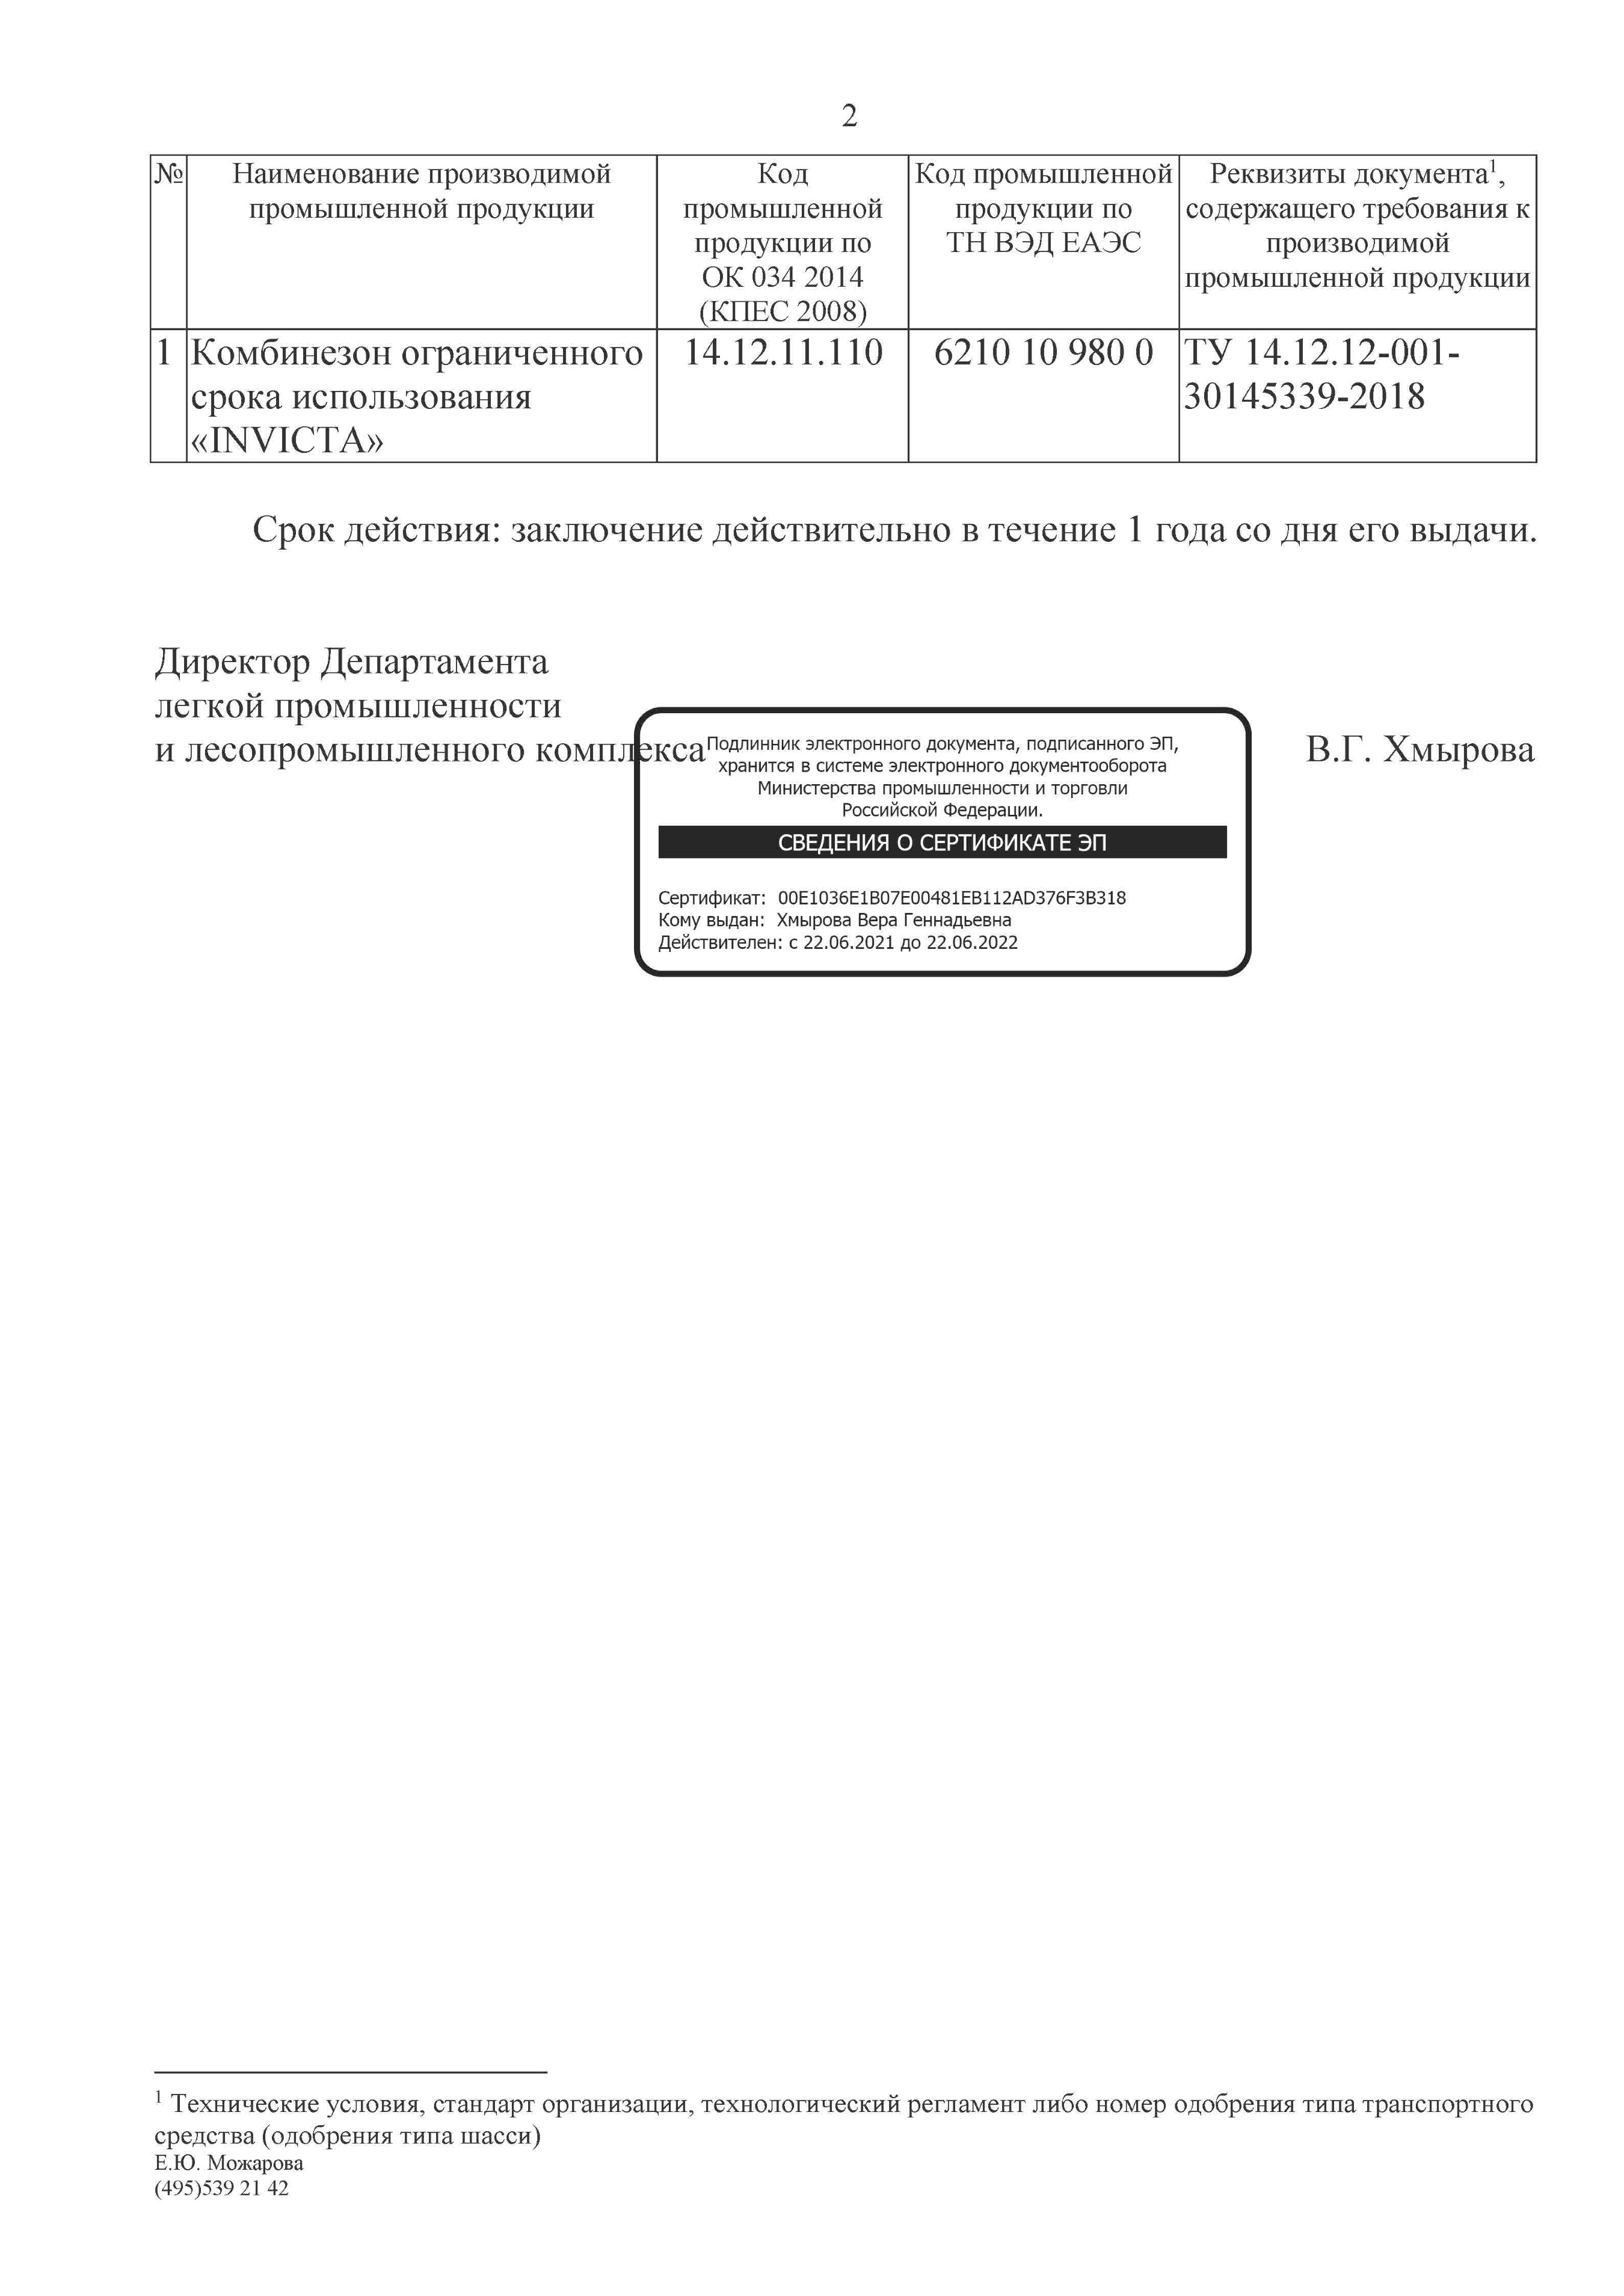 2
№
Наименование производимой
промышленной продукции
Код
промышленной
продукции по
ОК 034 2014
(КПЕС 2008)
Код промышленной
продукции по
ТН ВЭД ЕАЭС
Реквизиты документа¹,
содержащего требования к
производимой
промышленной продукции
1
Комбинезон ограниченного
срока использования
«INVICTA»
14.12.11.110
6210 10 980 0
ТУ 14.12.12-001-
30145339-2018
Срок действия: заключение действительно в течение 1 года со дня его выдачи.
Директор Департамента
легкой промышленности
и лесопромышленного комплекса
В.Г. Хмырова
Подлинник электронного документа, подписанного ЭП,
хранится в системе электронного документооборота
Министерства промышленности и торговли
Российской Федерации.
СВЕДЕНИЯ О СЕРТИФИКАТЕ ЭП
Сертификат: 00E1036E1B07E00481EB112AD376F3B318
Кому выдан: Хмырова Вера Геннадьевна
Действителен: с 22.06.2021 до 22.06.2022
¹ Технические условия, стандарт организации, технологический регламент либо номер одобрения типа транспортного
средства (одобрения типа шасси)
Е.Ю. Можарова
(495)539 21 42